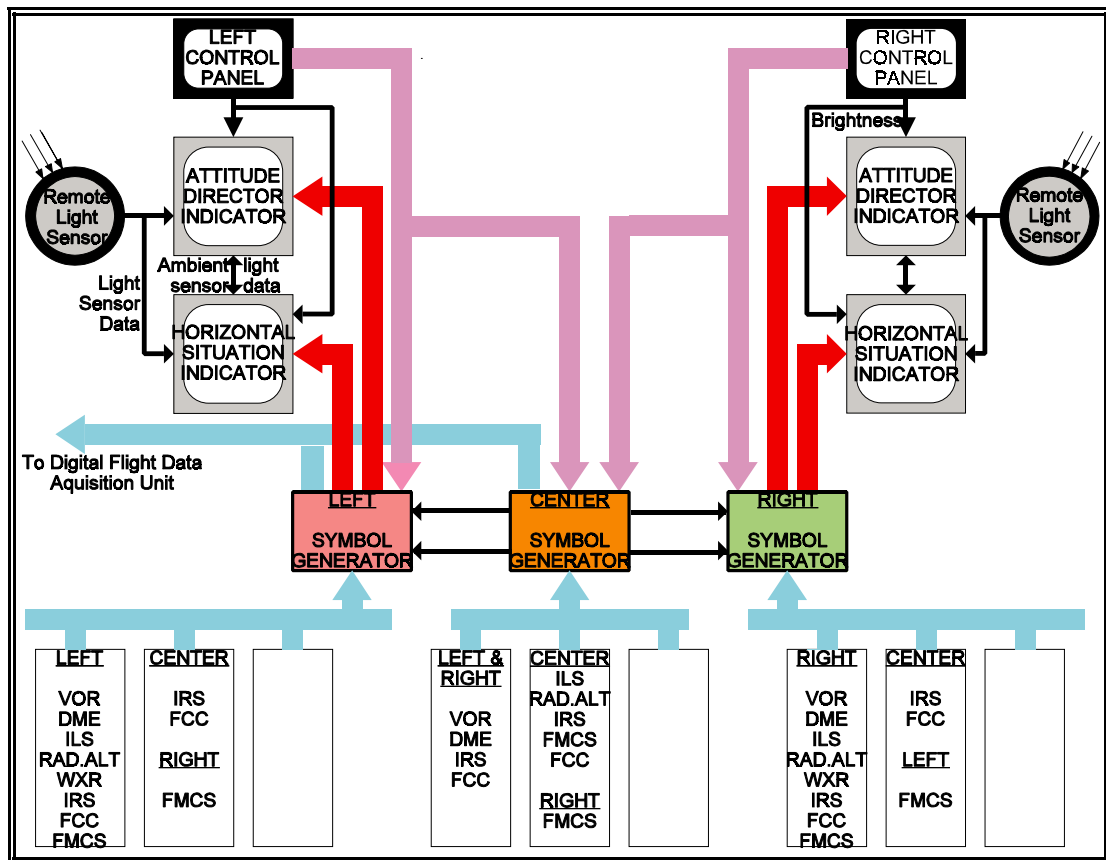 LEFT
CONTROL
PANEL
RIGHT
CONTROL
PANEL
Brightness
Remote
Light
Sensor
ATTITUDE
DIRECTOR
INDICATOR
ATTITUDE
DIRECTOR
INDICATOR
Remote
Light
Sensor
Ambient light
sensor data
Light
Sensor
Data
HORIZONTAL
SITUATION
INDICATOR
HORIZONTAL
SITUATION
INDICATOR
To Digital Flight Data
Aquisition Unit
LEFT
SYMBOL
GENERATOR
CENTER
SYMBOL
GENERATOR
RIGHT
SYMBOL
GENERATOR
LEFT
VOR
DME
ILS
RAD.ALT
WXR
IRS
FCC
FMCS
CENTER
IRS
FCC
RIGHT
FMCS
LEFT &
RIGHT
VOR
DME
IRS
FCC
CENTER
ILS
RAD.ALT
IRS
FMCS
FCC
RIGHT
FMCS
RIGHT
VOR
DME
ILS
RAD.ALT
WXR
IRS
FCC
FMCS
CENTER
IRS
FCC
LEFT
FMCS